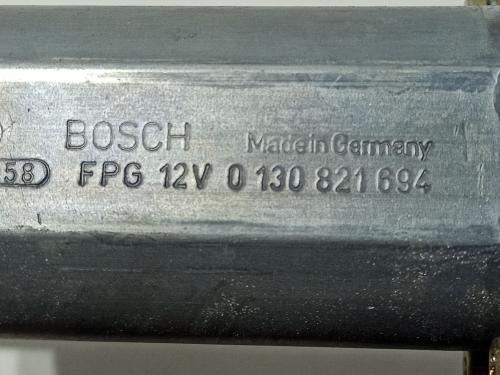 BOSCH Made in Germany
58 FPG 12V 0 130 821 694